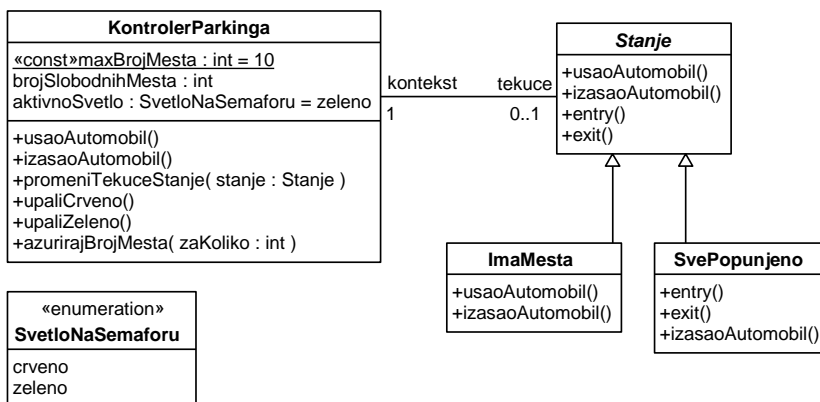 KontrolerParkinga
«const»maxBrojMesta : int = 10
brojSlobodnihMesta : int
aktivnoSvetlo : SvetloNaSemaforu = zeleno
+usaoAutomobil()
+izasaoAutomobil()
+promeniTekuceStanje( stanje : Stanje )
+upaliCrveno()
+upaliZeleno()
+azurirajBrojMesta( zaKoliko : int )
kontekst
1
tekuce
0..1
Stanje
+usaoAutomobil()
+izasaoAutomobil()
+entry()
+exit()
ImaMesta
+usaoAutomobil()
+izasaoAutomobil()
SvePopunjeno
+entry()
+exit()
+izasaoAutomobil()
«enumeration»
SvetloNaSemaforu
crveno
zeleno